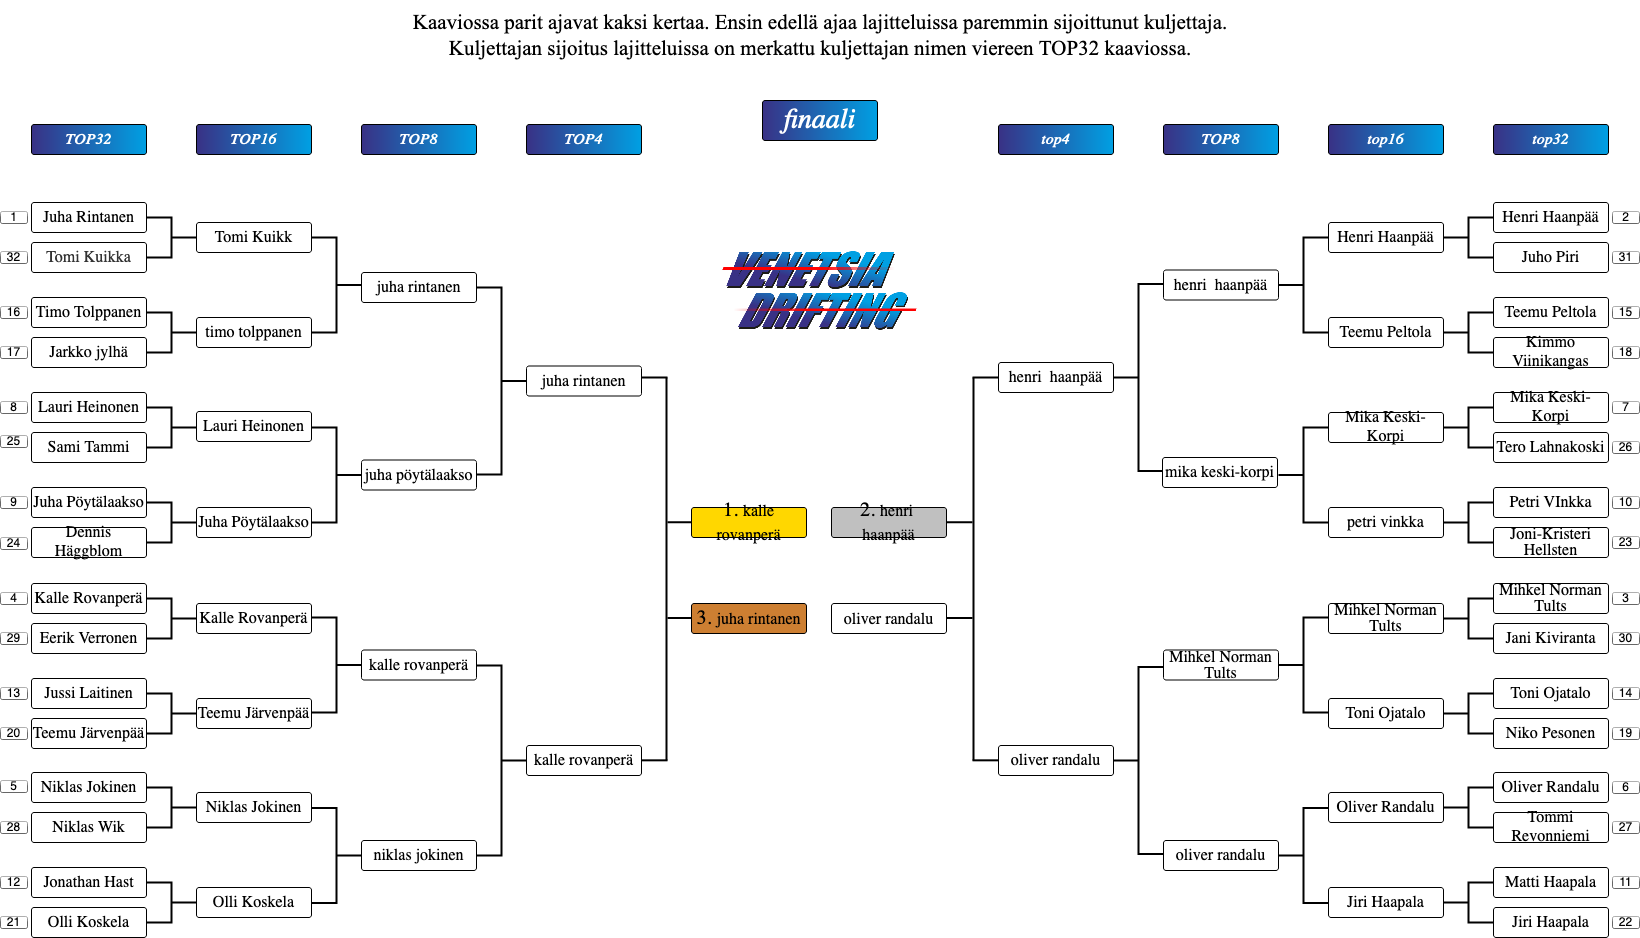 Kaaviossa parit ajavat kaksi kertaa. Ensin edellä ajaa lajitteluissa paremmin sijoittunut kuljettaja.
Kuljettajan sijoitus lajitteluissa on merkattu kuljettajan nimen viereen TOP32 kaaviossa.
finaali
TOP32
TOP16
TOP8
TOP4
top4
TOP8
top16
top32
1
Juha Rintanen
32
Tomi Kuikka
16
Timo Tolppanen
17
Jarkko jylhä
8
Lauri Heinonen
25
Sami Tammi
9
Juha Pöytälaakso
24
Dennis
Häggblom
4
Kalle Rovanperä
29
Eerik Verronen
13
Jussi Laitinen
20
Teemu Järvenpää
5
Niklas Jokinen
28
Niklas Wik
12
Jonathan Hast
21
Olli Koskela
Tomi Kuikk
timo tolppanen
Lauri Heinonen
Juha Pöytälaakso
Kalle Rovanperä
Teemu Järvenpää
Niklas Jokinen
Olli Koskela
juha rintanen
juha pöytälaakso
kalle rovanperä
niklas jokinen
juha rintanen
kalle rovanperä
VENETSIA
DRIFTING
1. kalle
rovanperä
2. henri
haanpää
3. juha rintanen
oliver randalu
henri haanpää
oliver randalu
henri haanpää
mika keski-korpi
Mihkel Norman
Tults
oliver randalu
Henri Haanpää
Teemu Peltola
Mika Keski-
Korpi
petri vinkka
Mihkel Norman
Tults
Toni Ojatalo
Oliver Randalu
Jiri Haapala
Henri Haanpää
2
Juho Piri
31
Teemu Peltola
15
Kimmo
Viinikangas
18
Mika Keski-
Korpi
7
Tero Lahnakoski
26
Petri VInkka
10
Joni-Kristeri
Hellsten
23
Mihkel Norman
Tults
3
Jani Kiviranta
30
Toni Ojatalo
14
Niko Pesonen
19
Oliver Randalu
6
Tommi
Revonniemi
27
Matti Haapala
11
Jiri Haapala
22